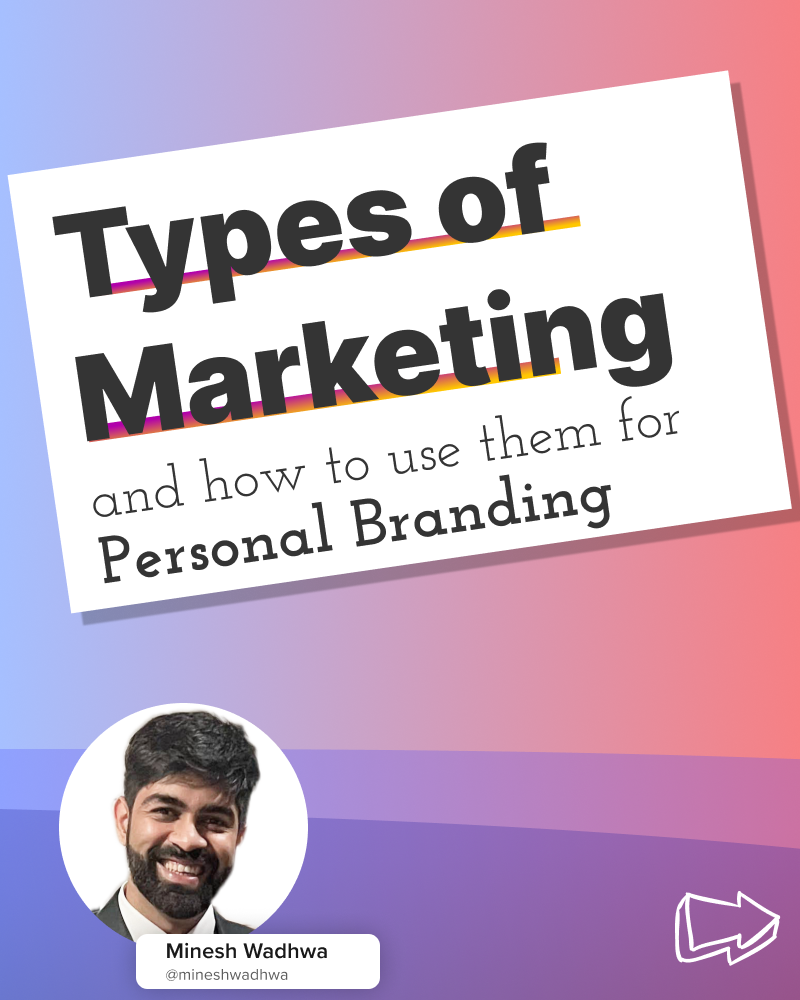 Types of
Marketing
and how to use them for
Personal Branding
Minesh Wadhwa
@mineshwadhwa